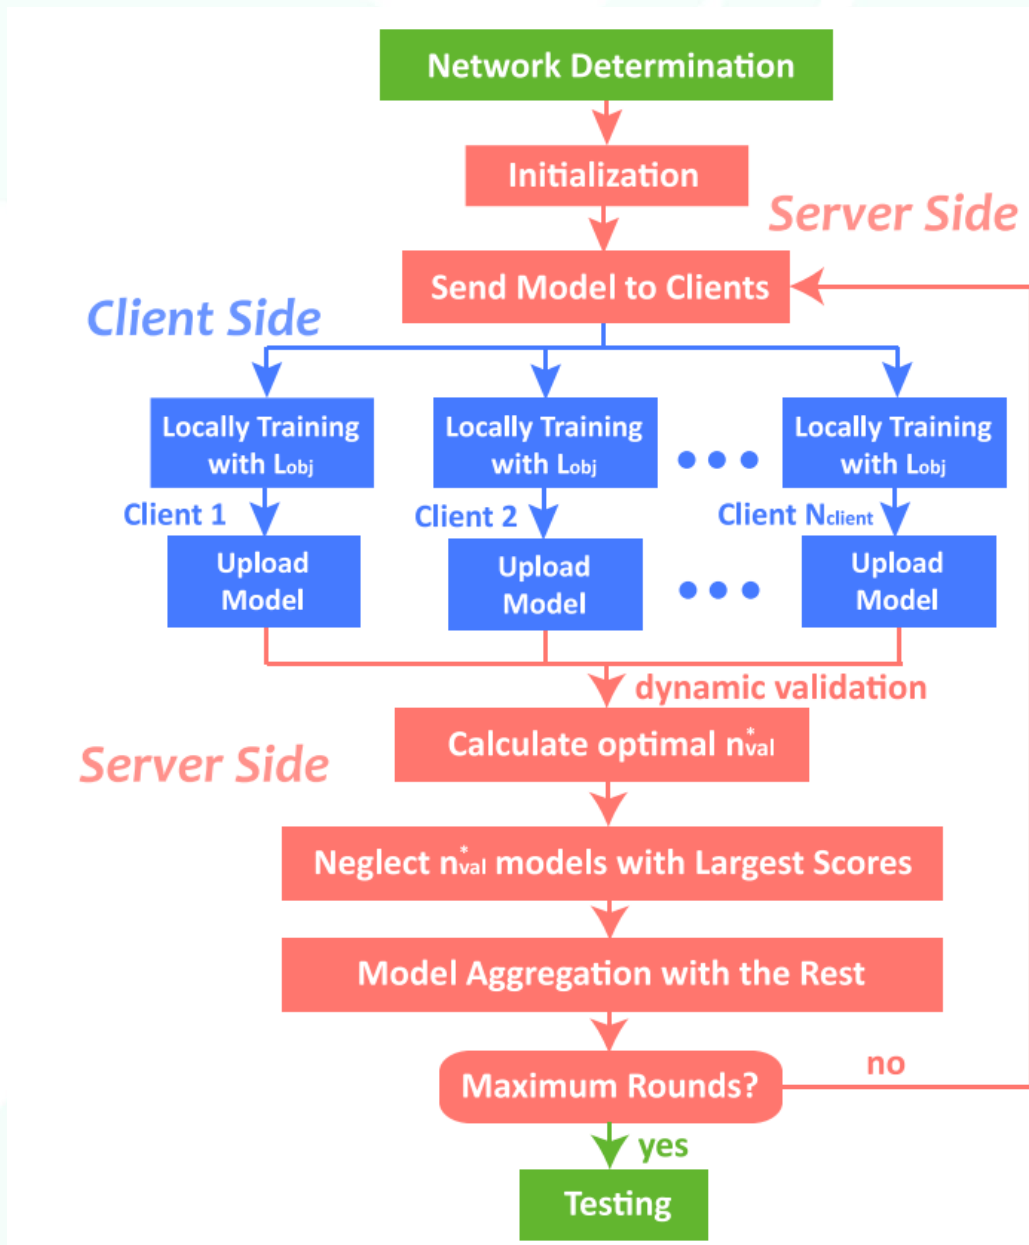 Network Determination
Initialization
Server Side
Send Model to Clients
Client Side
Locally Training
with Lobj
Locally Training
with Lobj
Locally Training
with Lobj
Client 1
Client 2
Client Nclient
Upload
Model
Upload
Model
Upload
Model
dynamic validation
Server Side
Calculate optimal n*val
Neglect n*val models with Largest Scores
Model Aggregation with the Rest
Maximum Rounds?
no
yes
Testing